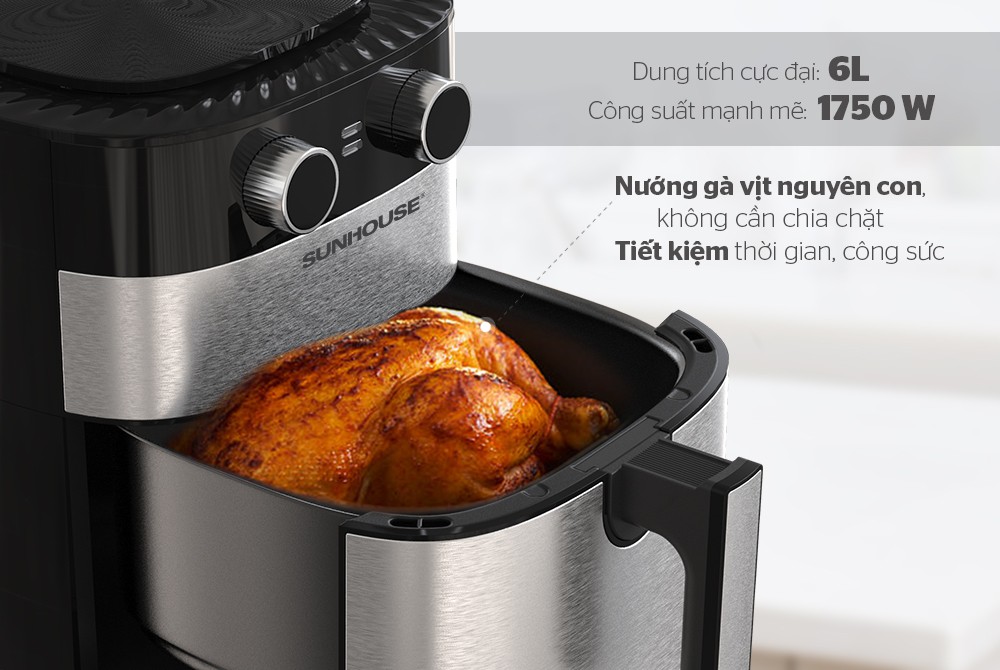 Dung tích cực đại: 6L
Công suất mạnh mẽ: 1750 W
Nướng gà vịt nguyên con,
không cần chia chặt
Tiết kiệm thời gian, công sức
SUNHOUSE